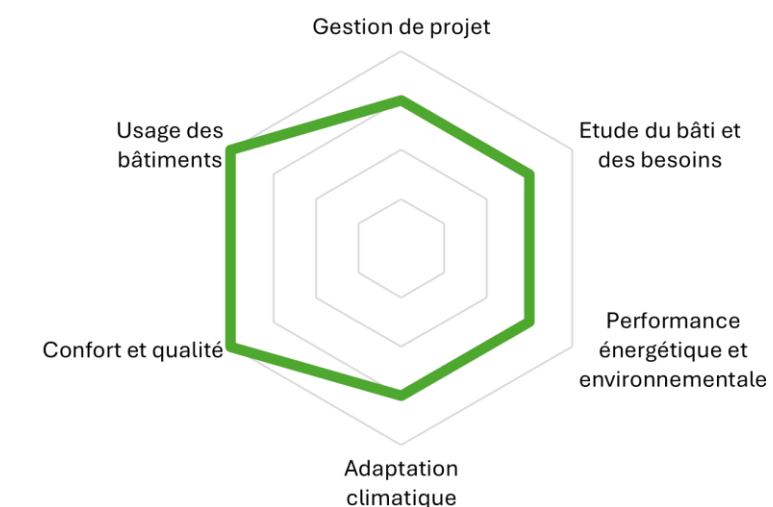 Gestion de projet
Etude du bâti et
des besoins
Performance
énergétique et
environnementale
Adaptation
climatique
Confort et qualité
Usage des
bâtiments